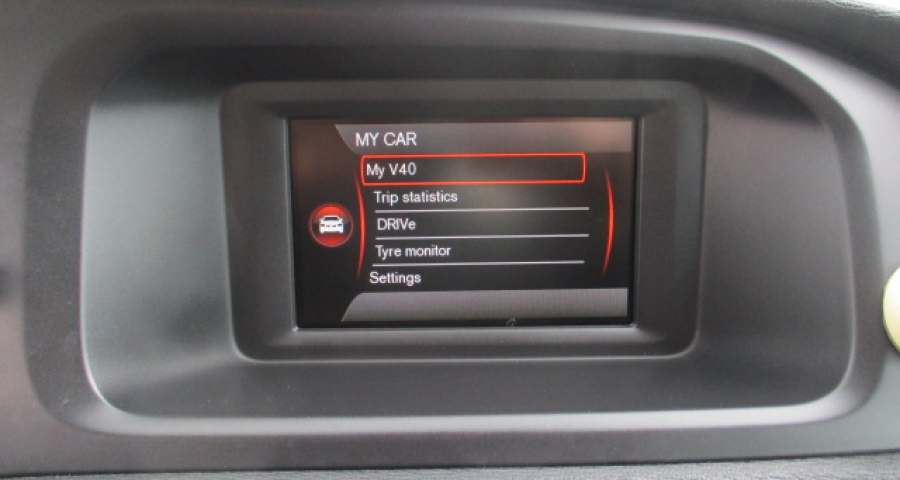 MY CAR
My V40
Trip statistics
DRIVe
Tyre monitor
Settings